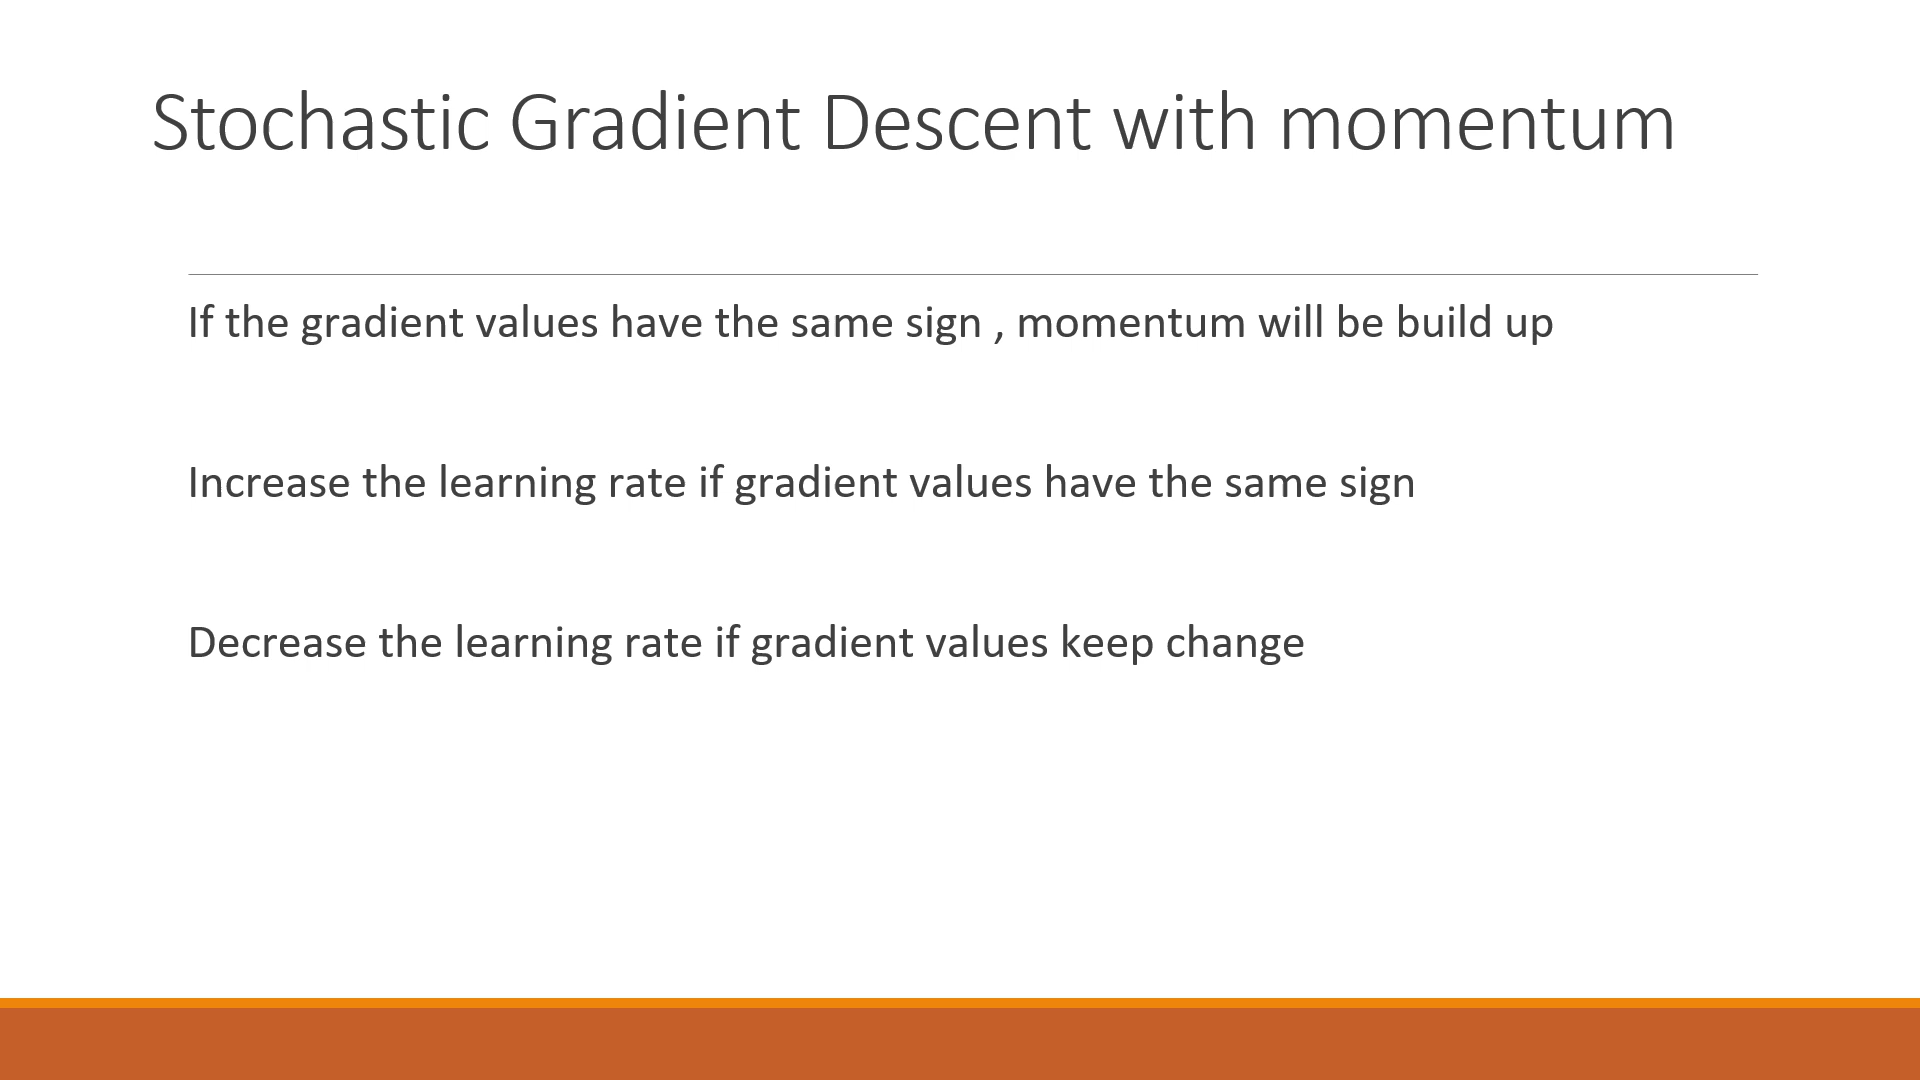 Stochastic Gradient Descent with momentum
If the gradient values have the same sign , momentum will be build up
Increase the learning rate if gradient values have the same sign
Decrease the learning rate if gradient values keep change